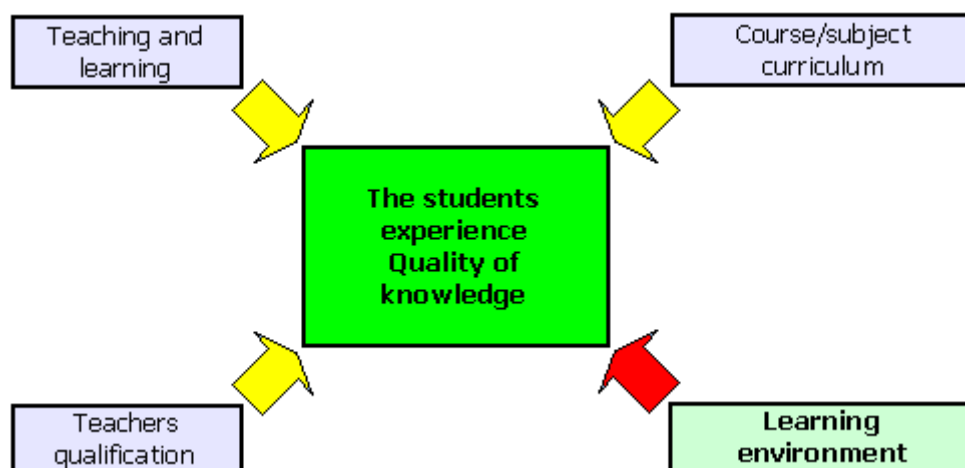 Teaching and
learning
Course/subject
curriculum
The students
experience
Quality of
knowledge
Teachers
qualification
Learning
environment